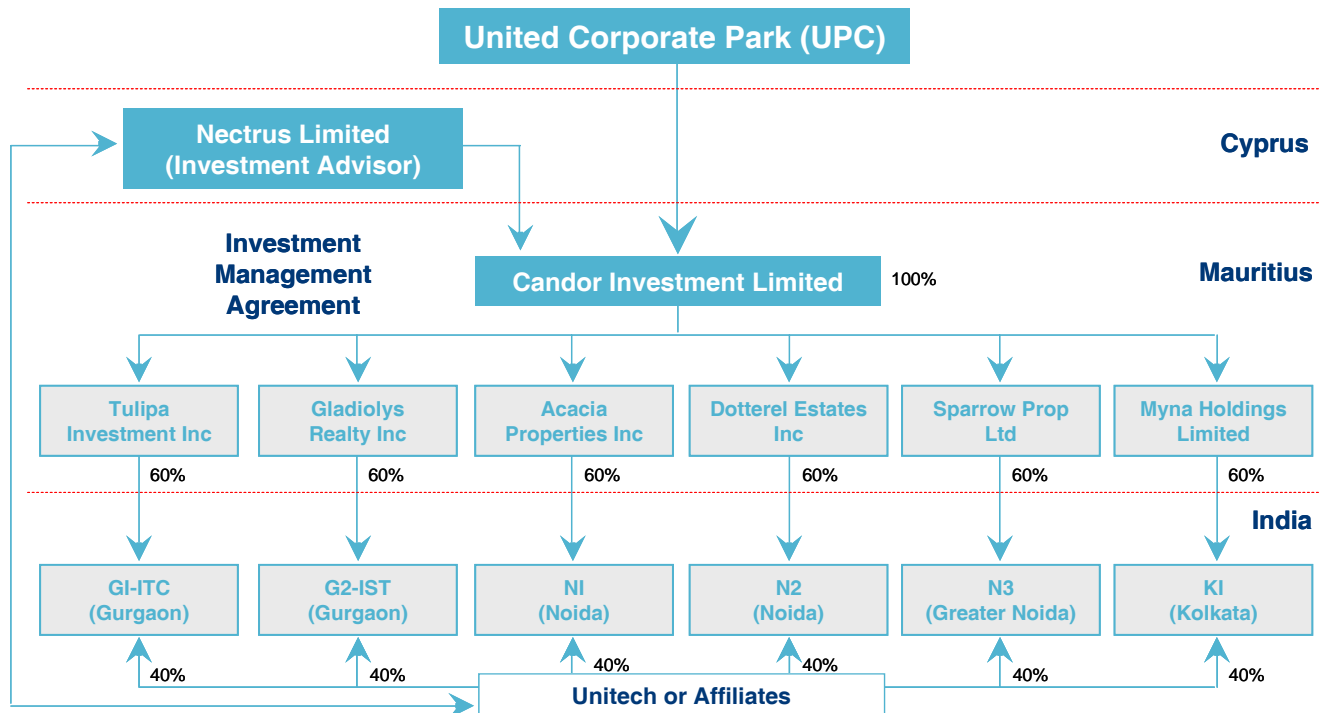 United Corporate Park (UPC)
Nectrus Limited
(Investment Advisor)
Cyprus
Investment
Management
Agreement
Candor Investment Limited
100%
Mauritius
Tulipa
Investment Inc
Gladiolys
Realty Inc
Acacia
Properties Inc
Dotterel Estates
Inc
Sparrow Prop
Ltd
Myna Holdings
Limited
60%
60%
60%
60%
60%
60%
India
GI-ITC
(Gurgaon)
G2-IST
(Gurgaon)
NI
(Noida)
N2
(Noida)
N3
(Greater Noida)
KI
(Kolkata)
40%
40%
40%
40%
40%
40%
Unitech or Affiliates